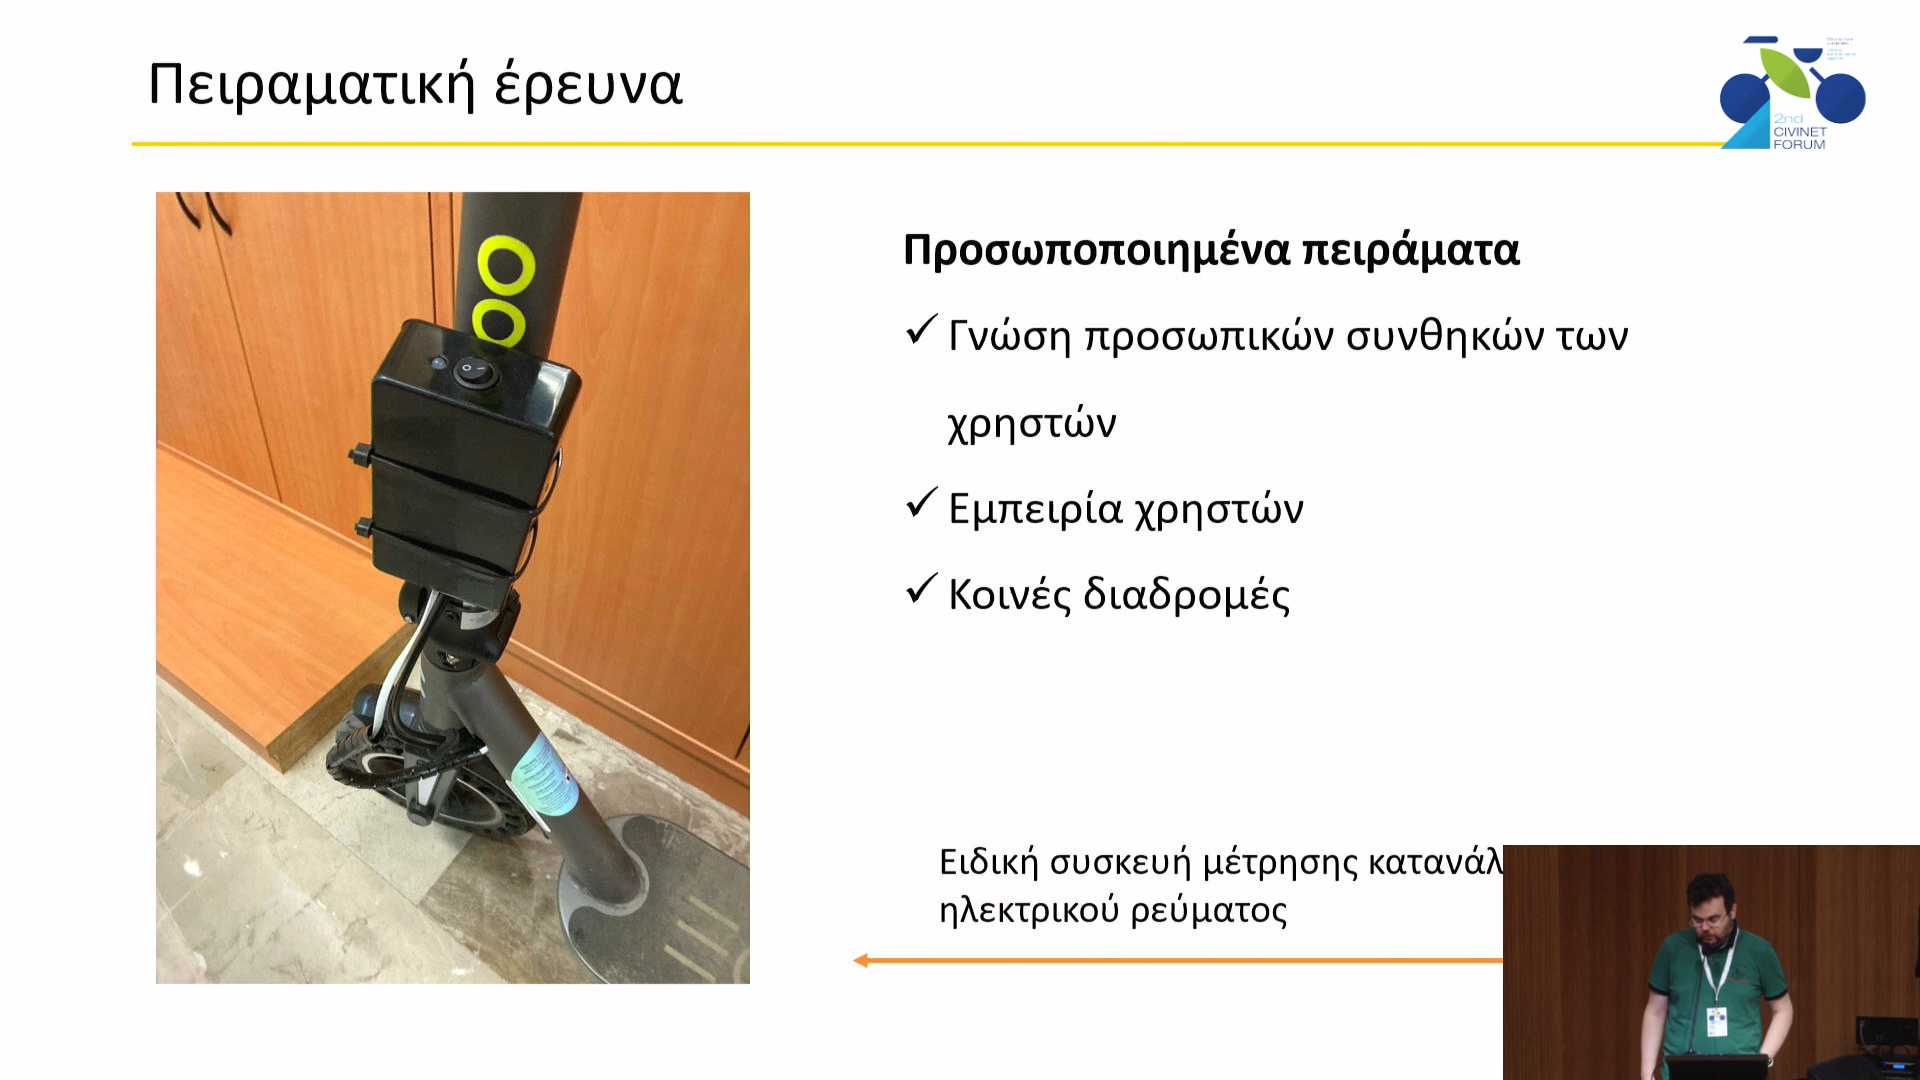 Πειραματική έρευνα
2nd
CIVINET
FORUM
Προσωποποιημένα πειράματα
✓ Γνώση προσωπικών συνθηκών των
χρηστών
✓ Εμπειρία χρηστών
✓ Κοινές διαδρομές
Ειδική συσκευή μέτρησης κατανάλ
ηλεκτρικού ρεύματος